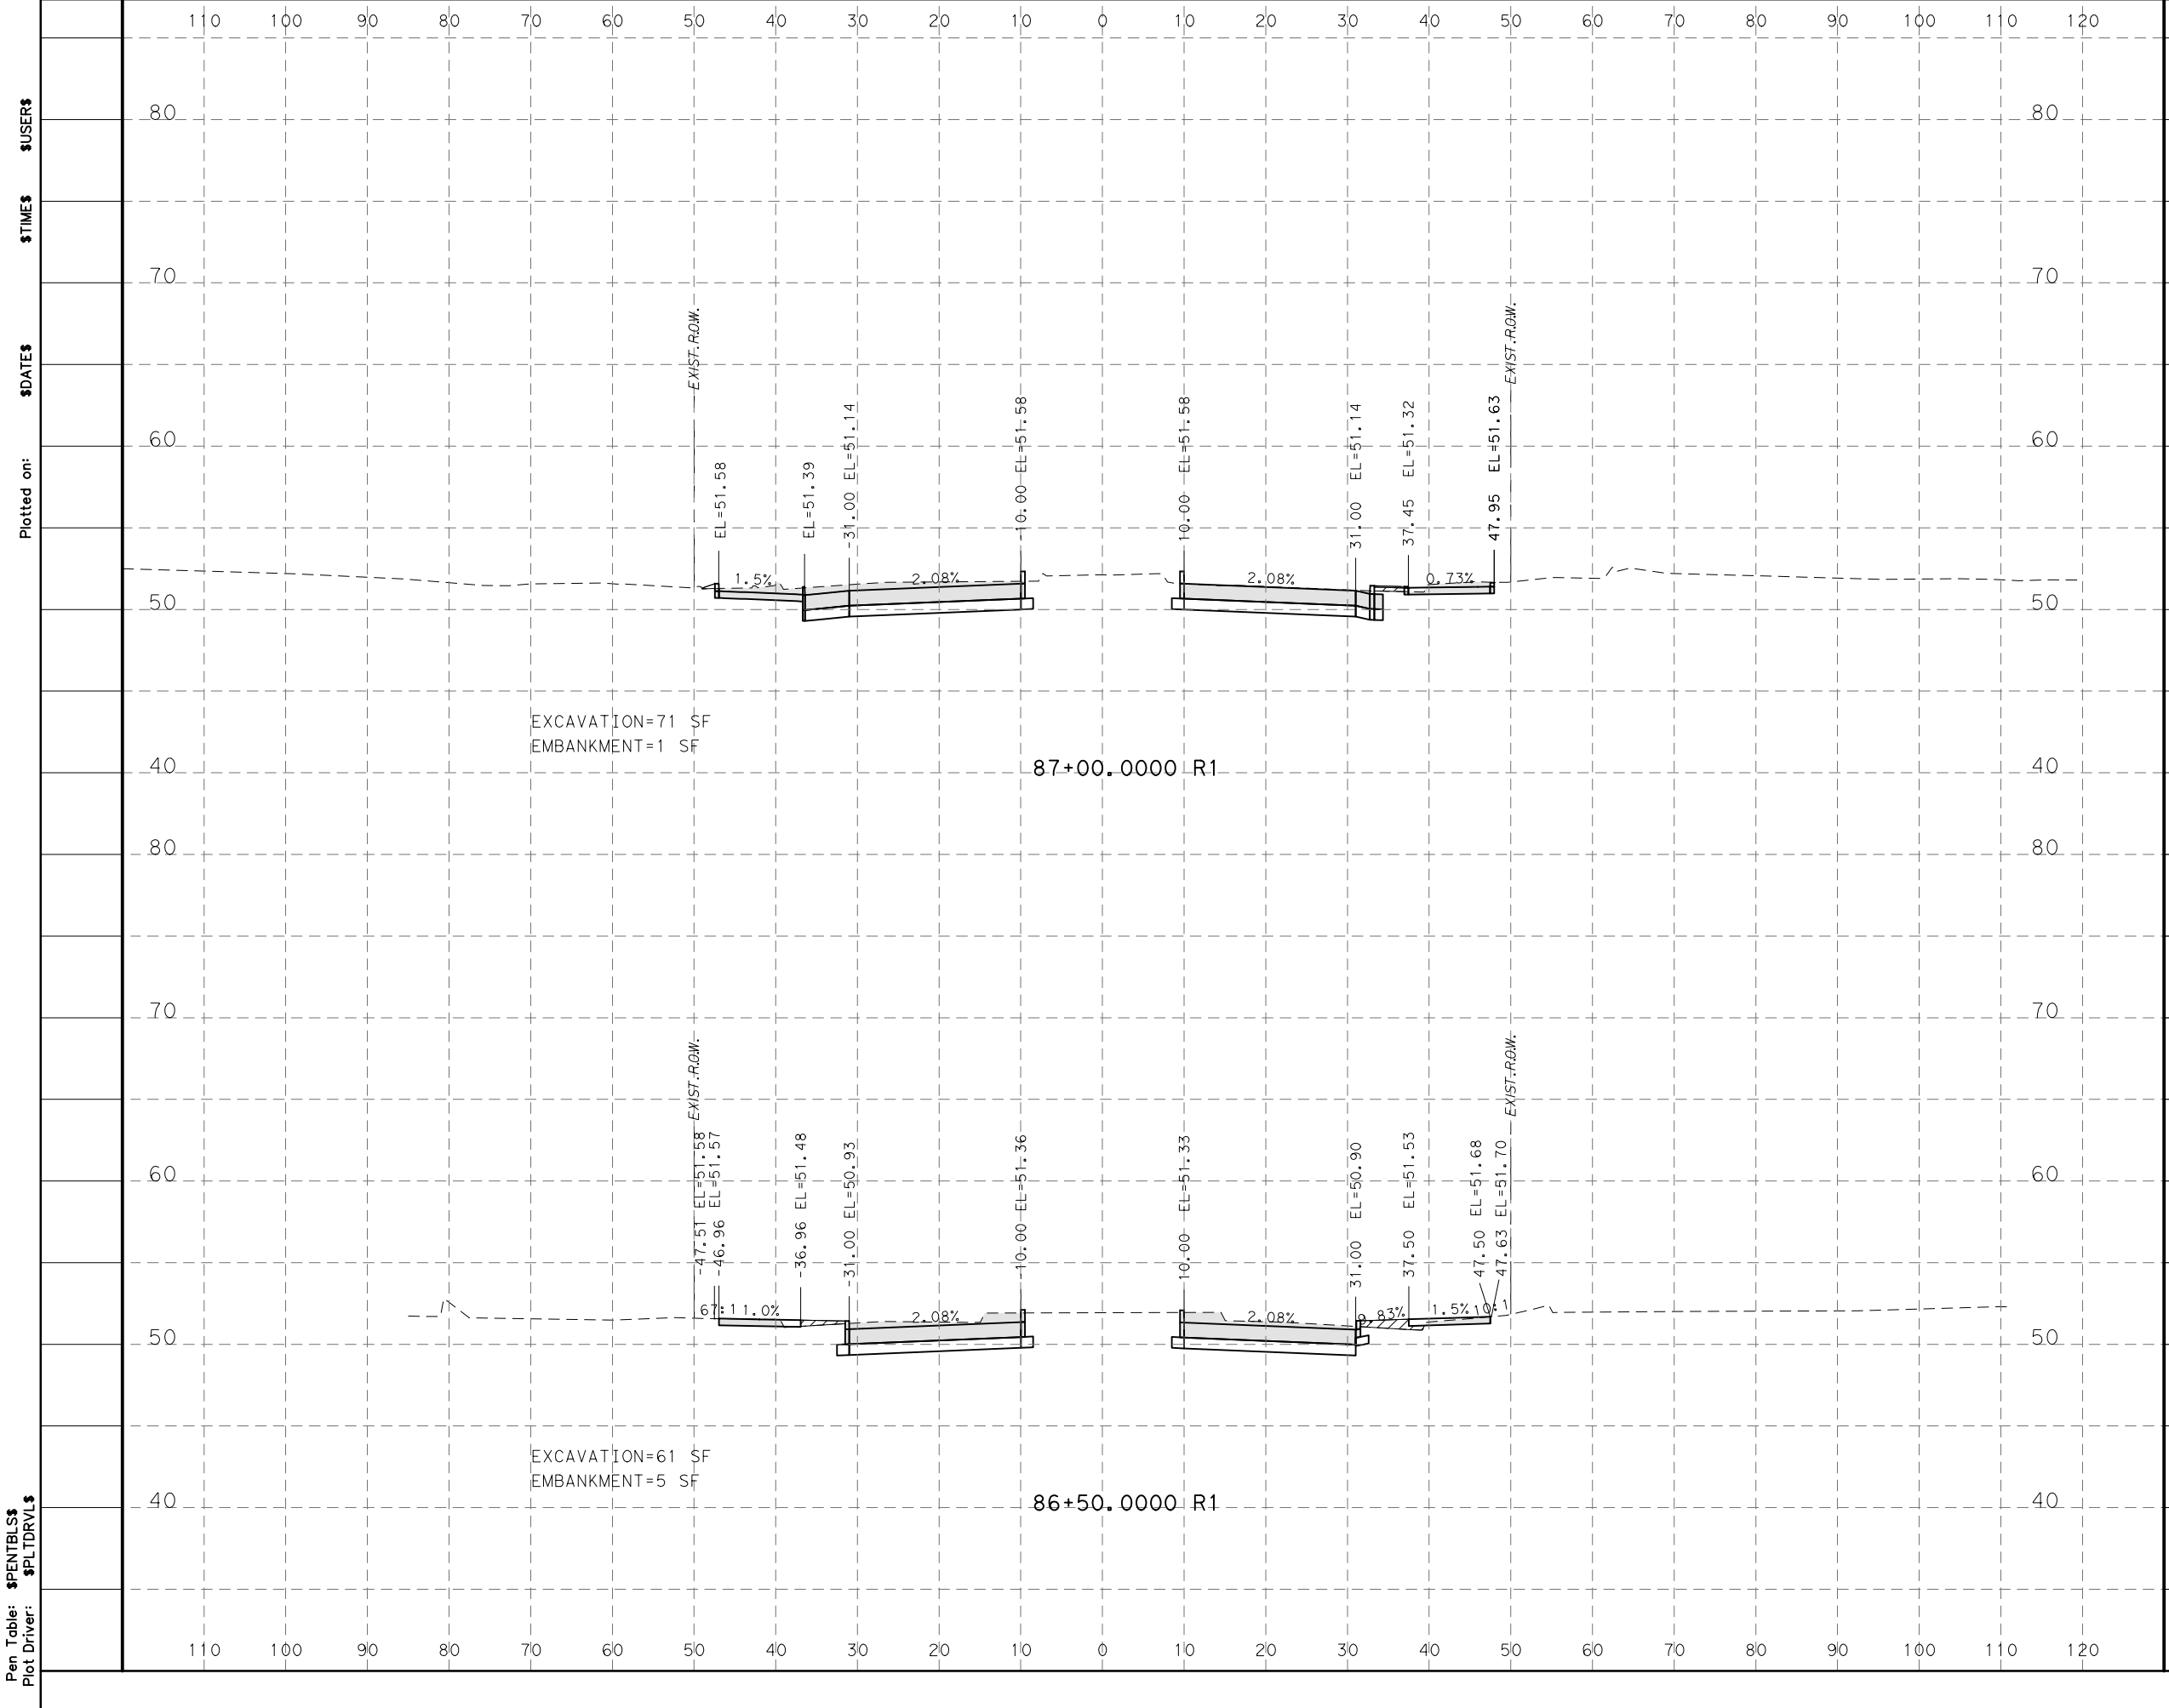 110 100 90 80 70 60 50 40 30 20 10 0 10 20 30 40 50 60 70 80 90 100 110 120
80 80
70 70
EXIST. R.O.W. EXIST. R.O.W.
60 60
EL=51.58
EL=51.39
-31.00 EL=51.14
-10.00 EL=51.58
10.00 EL=51.58
31.00 EL=51.14
37.45 EL=51.32
47.95 EL=51.63
1.5% 2.08% 2.08% 0.73%
50 50
EXCAVATION=71 SF
EMBANKMENT=1 SF
40 87+00.0000 R1 40
80 80
70 70
EXIST. R.O.W. EXIST. R.O.W.
60 60
-47.51 EL=51.58
-46.96 EL=51.57
-36.96 EL=51.48
-31.00 EL=50.93
-10.00 EL=51.36
10.00 EL=51.33
31.00 EL=50.90
37.50 EL=51.53
47.50 EL=51.68
47.63 EL=51.70
67:1 1.0% 2.08% 2.08% 9.83% 1.5% 10:1
50 50
EXCAVATION=61 SF
EMBANKMENT=5 SF
40 86+50.0000 R1 40
110 100 90 80 70 60 50 40 30 20 10 0 10 20 30 40 50 60 70 80 90 100 110 120
Plotted on: $DATE$ $TIME$ $USER$
Pen Table: $PENTBLS$
Plot Driver: $PLTDRVL$